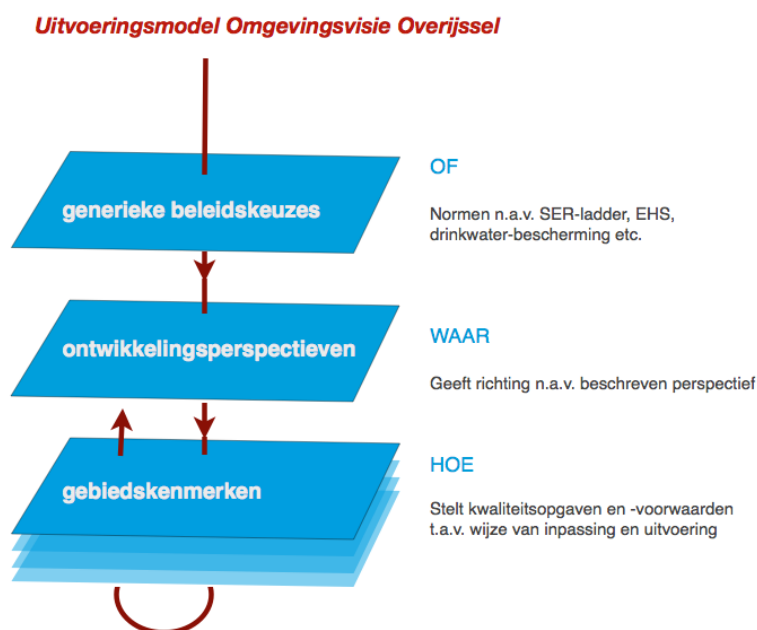 Uitvoeringsmodel Omgevingsvisie Overijssel
generieke beleidskeuzes
OF
Normen n.a.v. SER-ladder, EHS,
drinkwater-bescherming etc.
ontwikkelingsperspectieven
WAAR
Geeft richting n.a.v. beschreven perspectief
gebiedskenmerken
HOE
Stelt kwaliteitsopgaven en -voorwaarden
t.a.v. wijze van inpassing en uitvoering